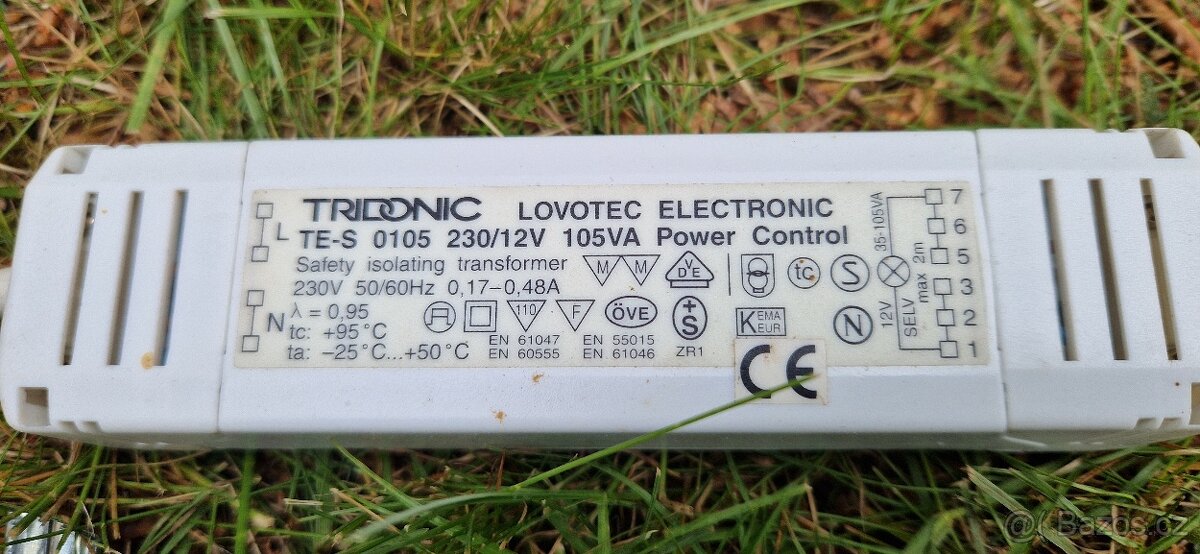 TRIDONIC LOVOTEC ELECTRONIC
TE-S 0105 230/12V 105VA Power Control
Safety isolating transformer
230V 50/60Hz 0,17–0,48A
λ = 0,95
tc: +95°C
ta: –25°C...+50°C
L
N
M M
VDE
tc
S
110
F
ÖVE
+S
ZR1
KEMA
EUR
N
EN 61047
EN 60555
EN 55015
EN 61046
CE
12V
35-105VA
SELV
max 2m
7
6
5
3
2
1
Bazos.cz